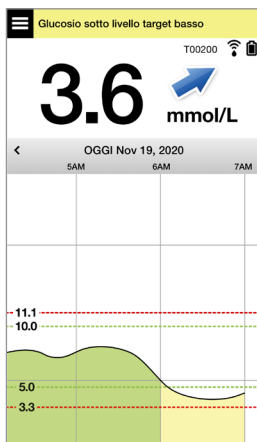 Glucosio sotto livello target basso
T00200
3.6
mmol/L
OGGI Nov 19, 2020
5AM 6AM 7AM
11.1
10.0
5.0
3.3